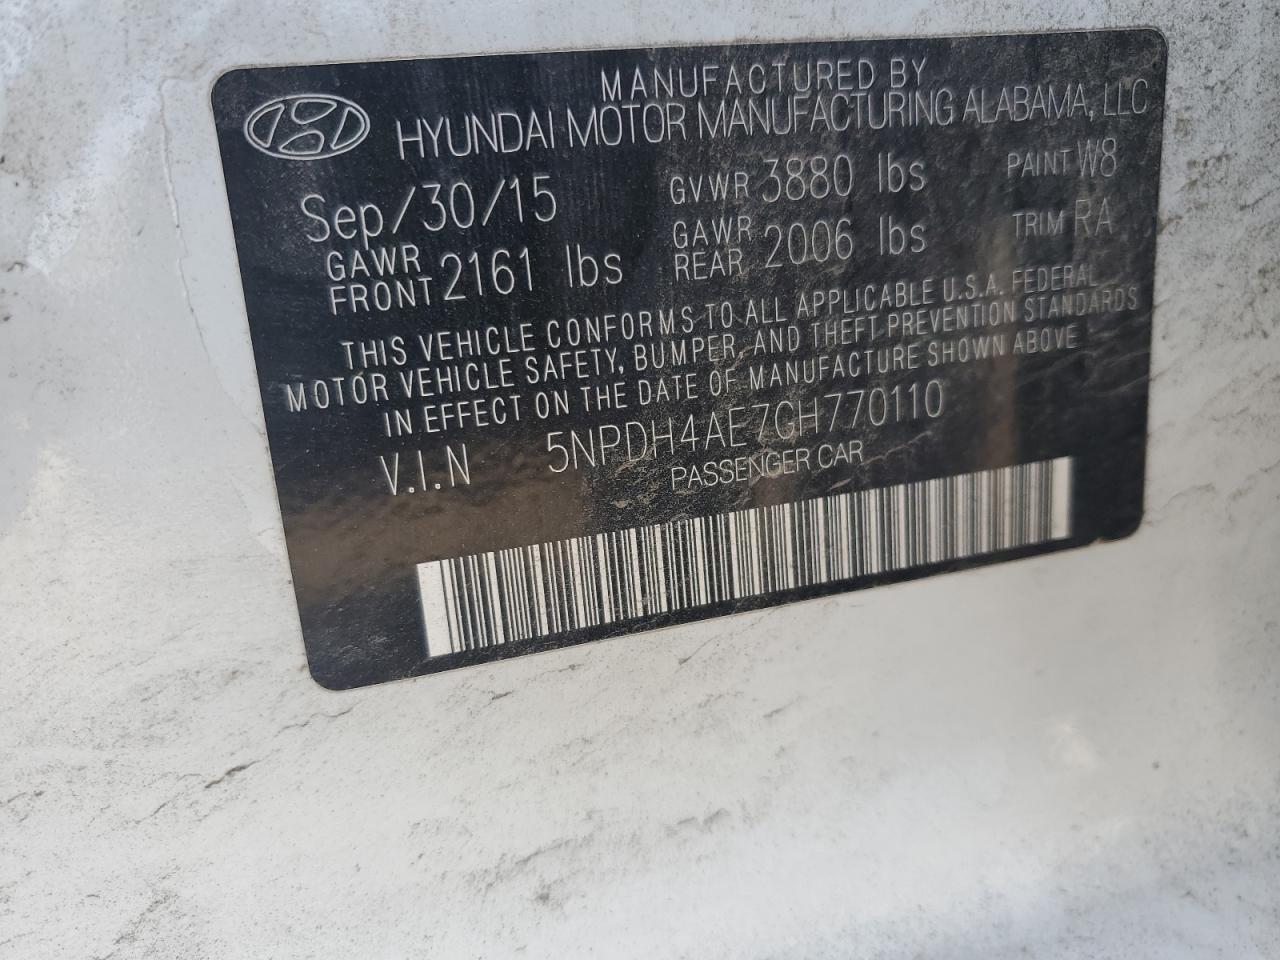 MANUFACTURED BY
HYUNDAI MOTOR MANUFACTURING ALABAMA, LLC
Sep/30/15 GVWR 3880 lbs PAINT W8
GAWR FRONT 2161 lbs GAWR REAR 2006 lbs TRIM RA
THIS VEHICLE CONFORMS TO ALL APPLICABLE U.S.A. FEDERAL
MOTOR VEHICLE SAFETY, BUMPER, AND THEFT PREVENTION STANDARDS
IN EFFECT ON THE DATE OF MANUFACTURE SHOWN ABOVE
V.I.N 5NPDH4AE7GH770110
PASSENGER CAR